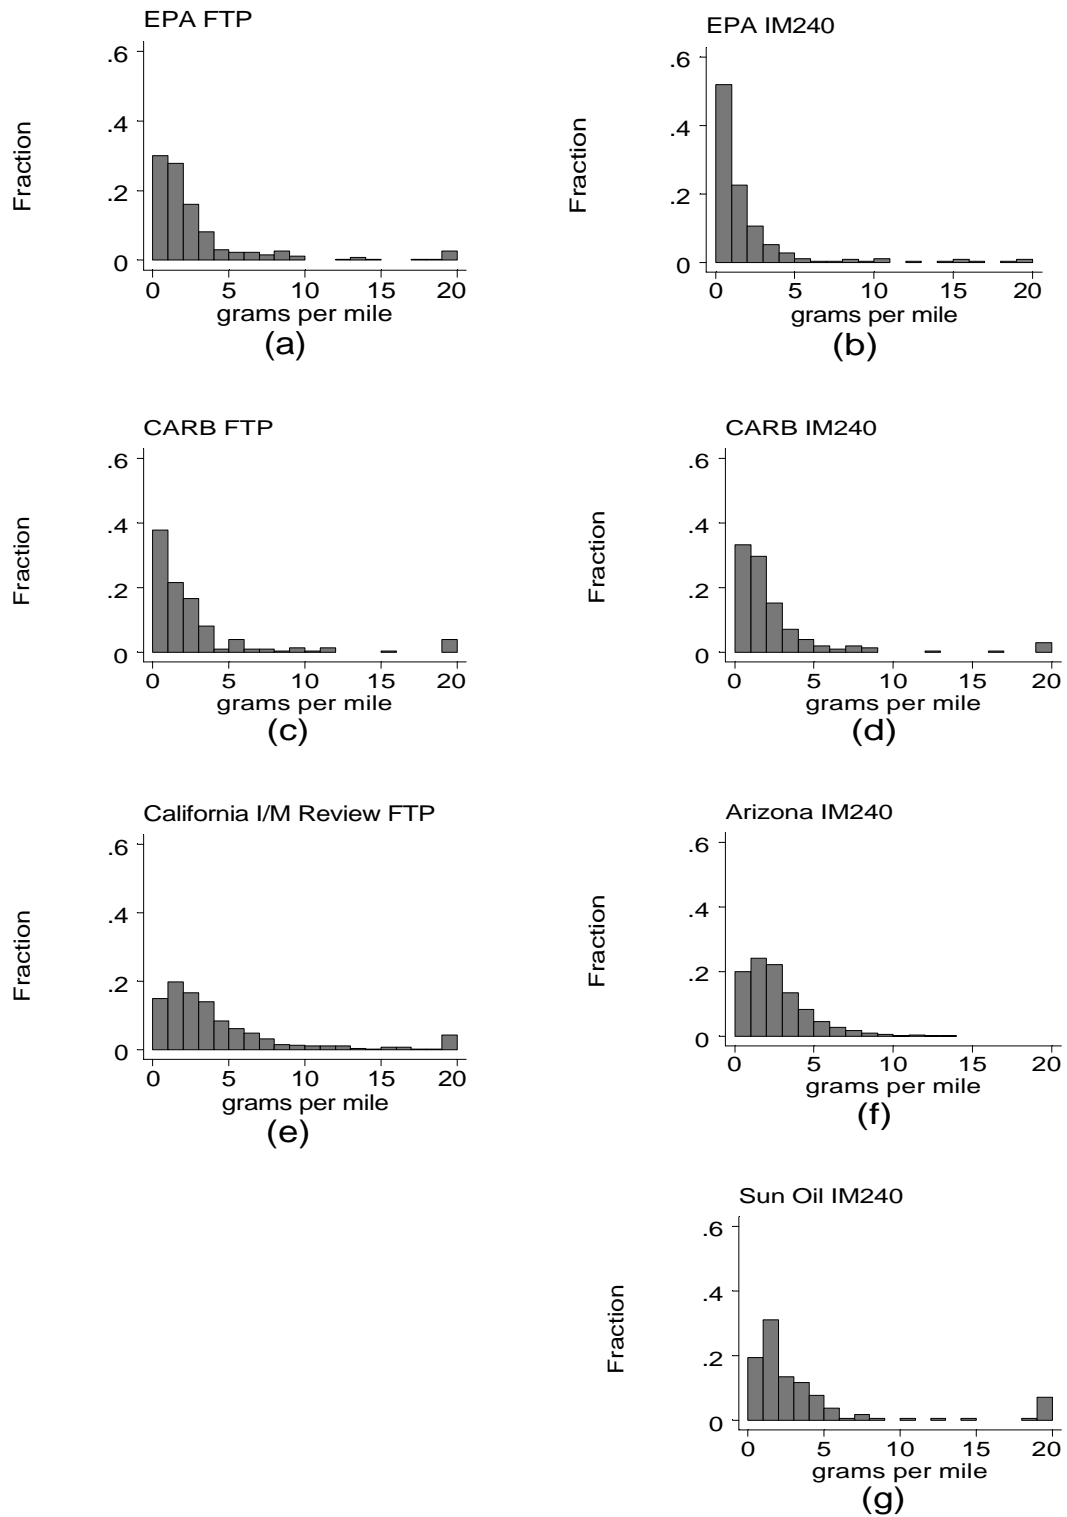 EPA FTP
.6
.4
.2
0
Fraction
0 5 10 15 20
grams per mile
(a)
EPA IM240
.6
.4
.2
0
Fraction
0 5 10 15 20
grams per mile
(b)
CARB FTP
.6
.4
.2
0
Fraction
0 5 10 15 20
grams per mile
(c)
CARB IM240
.6
.4
.2
0
Fraction
0 5 10 15 20
grams per mile
(d)
California I/M Review FTP
.6
.4
.2
0
Fraction
0 5 10 15 20
grams per mile
(e)
Arizona IM240
.6
.4
.2
0
Fraction
0 5 10 15 20
grams per mile
(f)
Sun Oil IM240
.6
.4
.2
0
Fraction
0 5 10 15 20
grams per mile
(g)